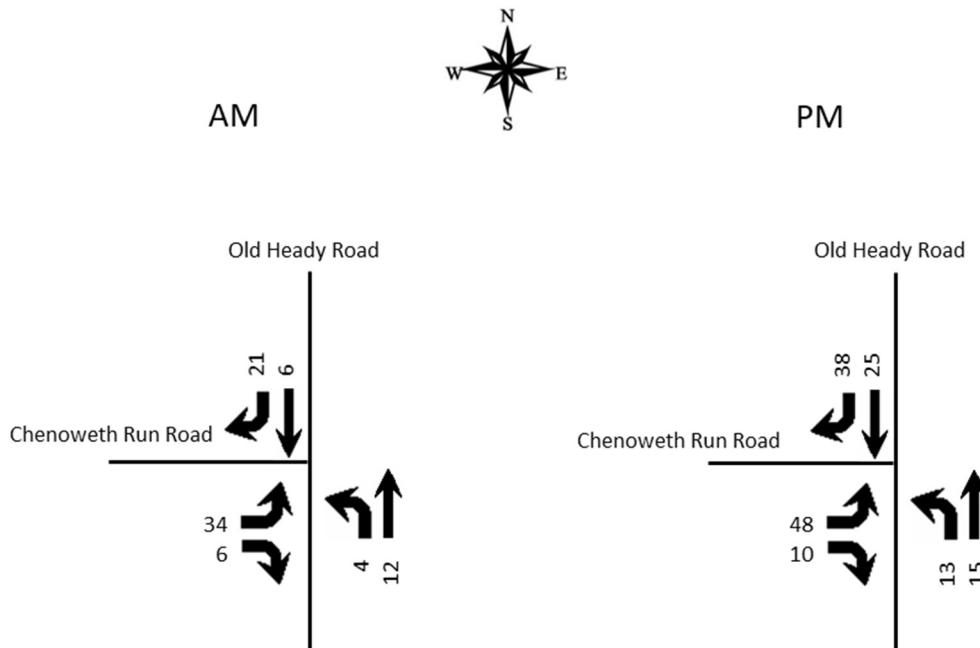 N
W E
S
AM PM
Old Heady Road Old Heady Road
21 6 38 25
Chenoweth Run Road Chenoweth Run Road
34 48
6 10
4 12 13 15